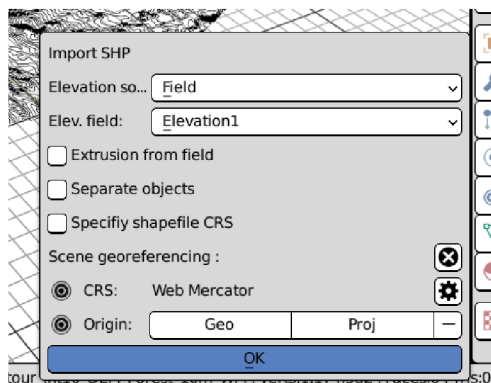 Import SHP
Elevation so... Field
Elev. field: Elevation1
Extrusion from field
Separate objects
Specifiy shapefile CRS
Scene georeferencing :
CRS: Web Mercator
Origin: Geo Proj −
OK